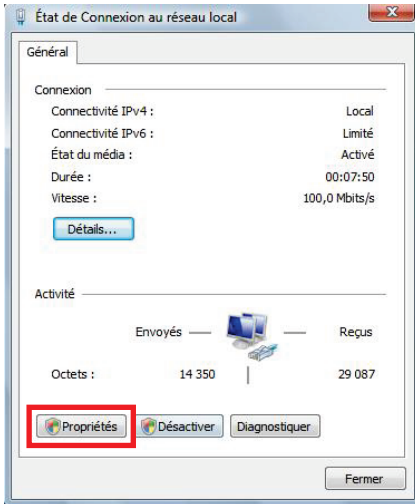 État de Connexion au réseau local
Général
Connexion
Connectivité IPv4 : Local
Connectivité IPv6 : Limité
État du média : Activé
Durée : 00:07:50
Vitesse : 100,0 Mbits/s
Détails...
Activité
Envoyés — — Reçus
Octets : 14 350 | 29 087
Propriétés Désactiver Diagnostiquer
Fermer